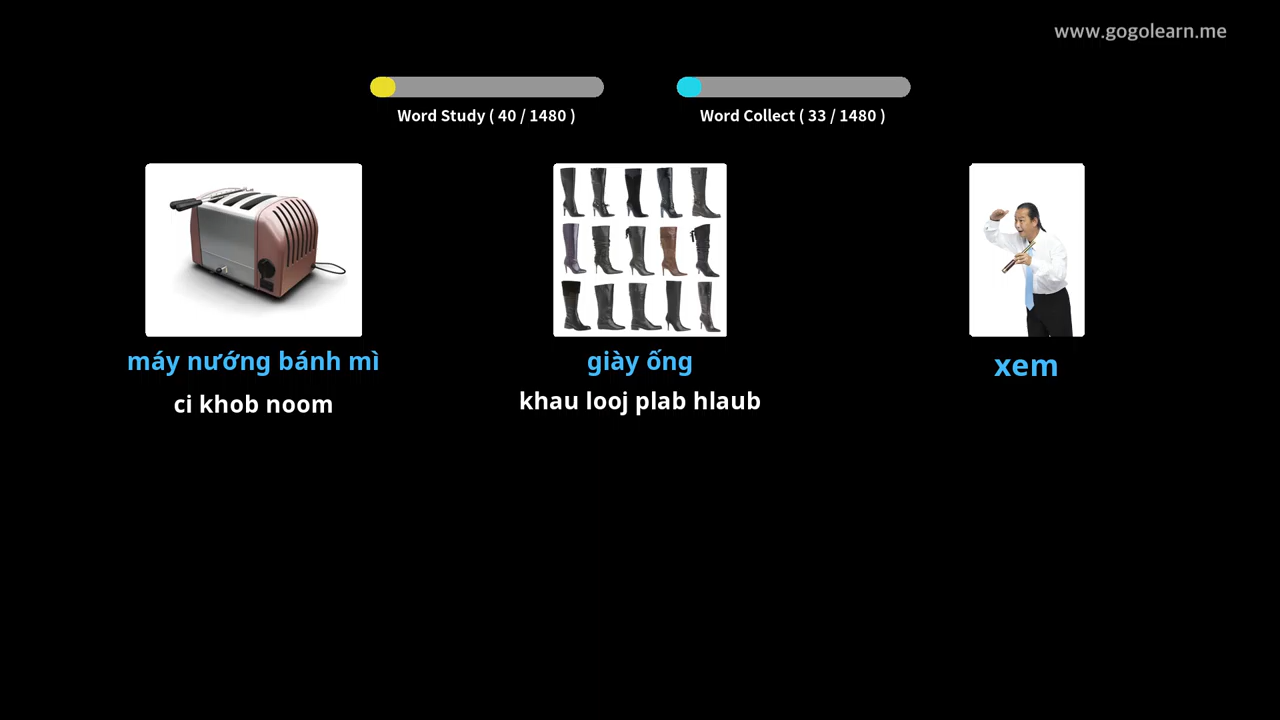 www.gogolearn.me
Word Study ( 40 / 1480 )
Word Collect ( 33 / 1480 )
máy nướng bánh mì
giày ống
xem
ci khob noom
khau looj plab hlaub